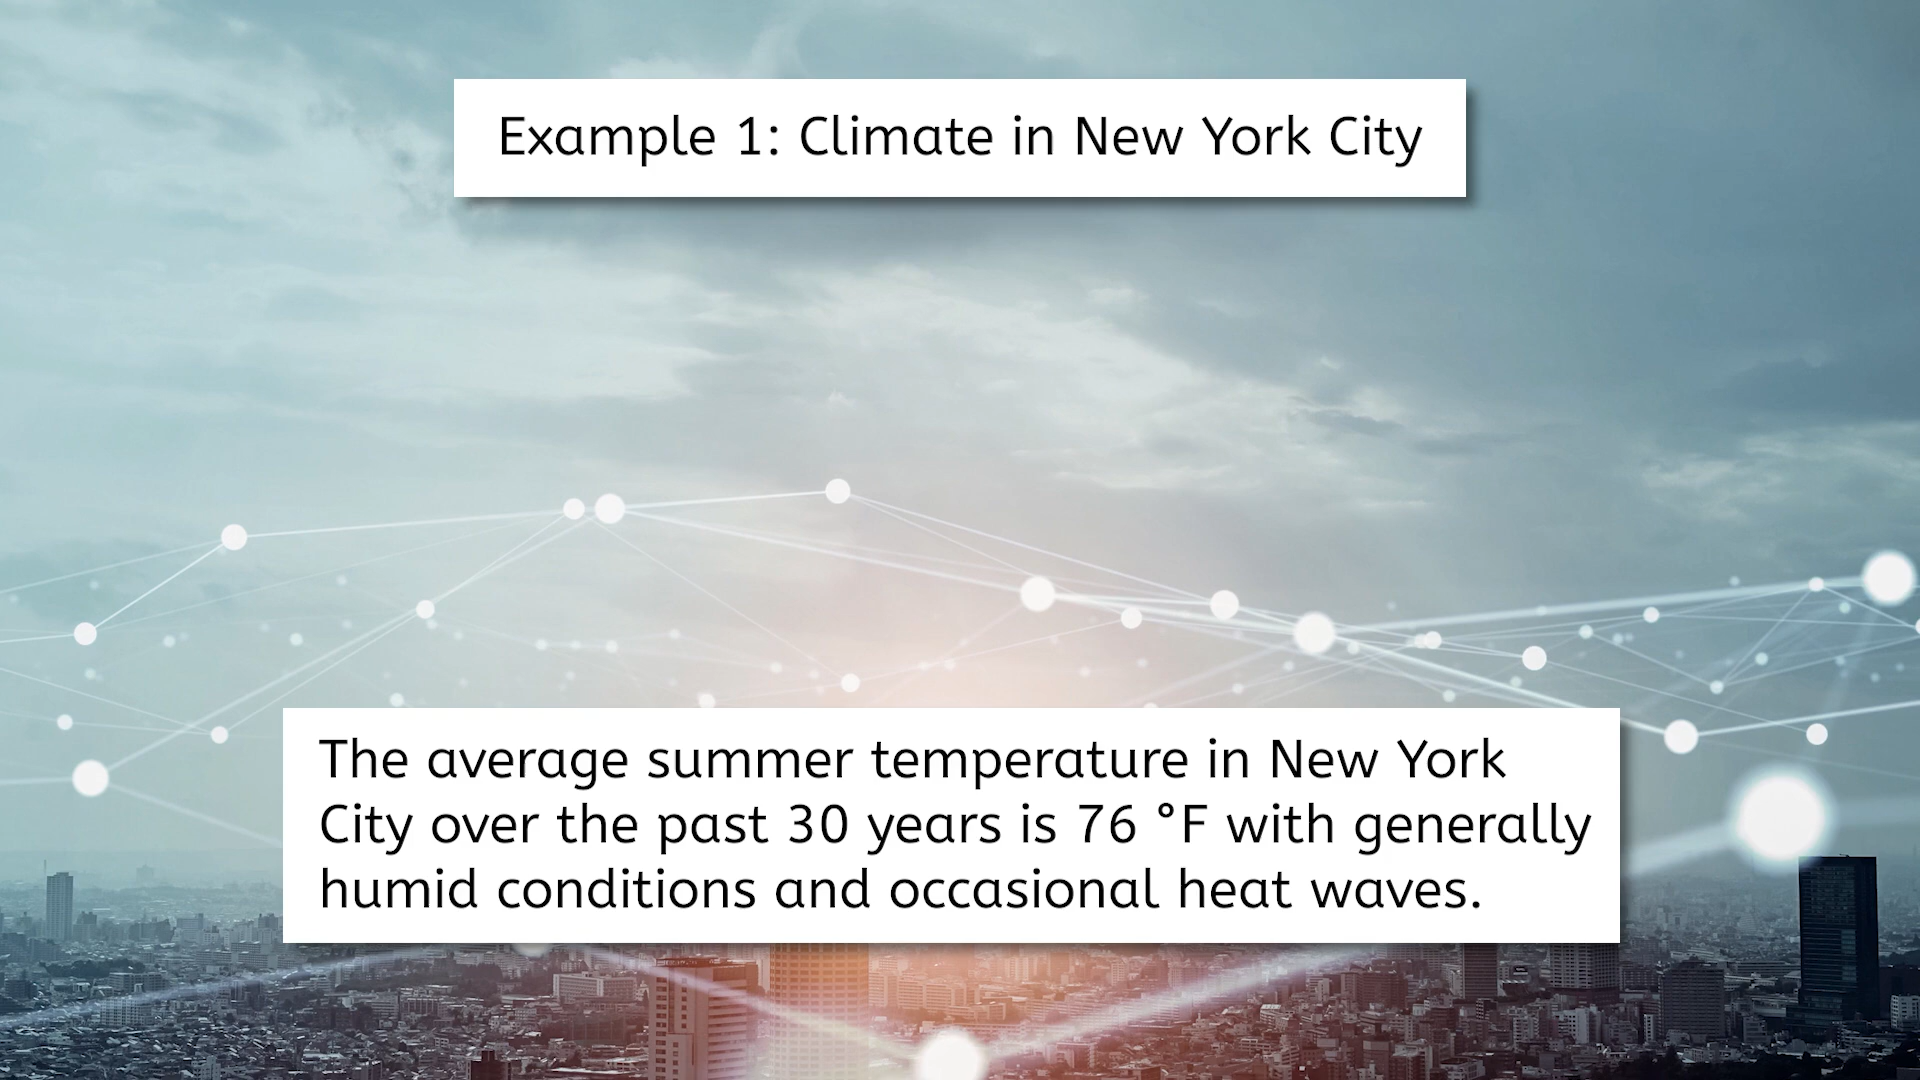 Example 1: Climate in New York City
The average summer temperature in New York
City over the past 30 years is 76 °F with generally
humid conditions and occasional heat waves.